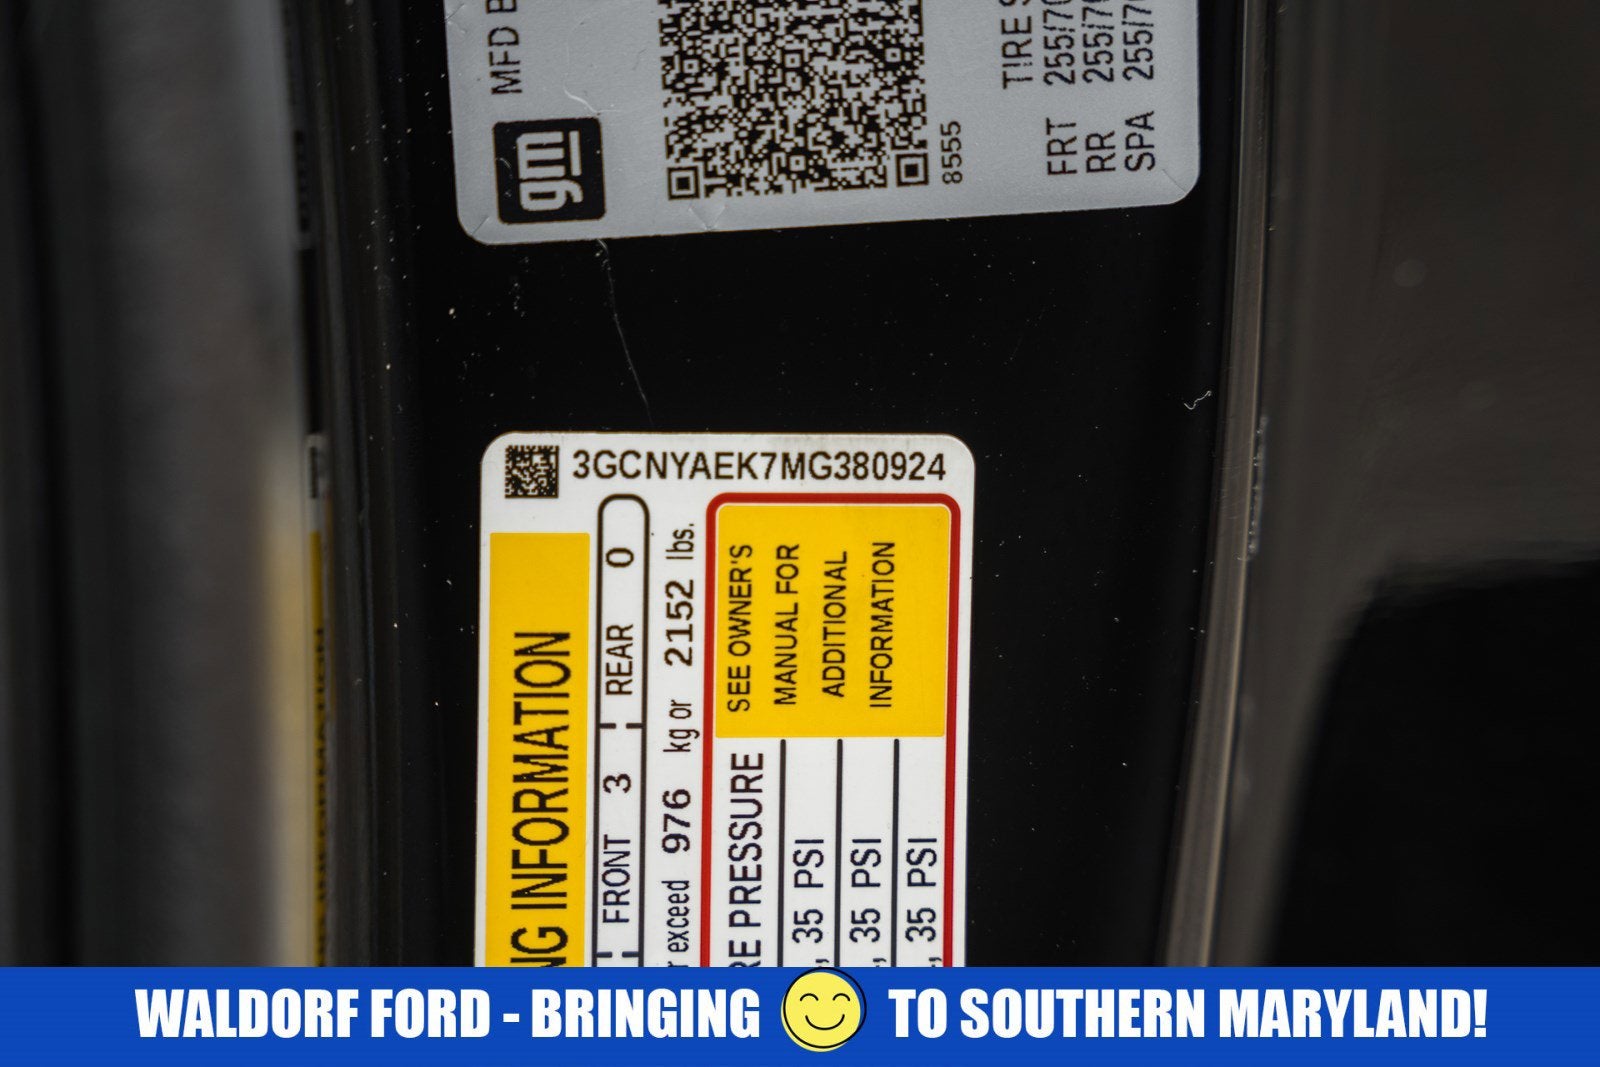 gm
MFD B
8555
TIRE S
FRT 255/70
RR 255/70
SPA 255/70
3GCNYAEK7MG380924
NG INFORMATION
FRONT 3 REAR 0
exceed 976 kg or 2152 lbs.
RE PRESSURE
35 PSI
35 PSI
35 PSI
SEE OWNER'S
MANUAL FOR
ADDITIONAL
INFORMATION
WALDORF FORD - BRINGING TO SOUTHERN MARYLAND!